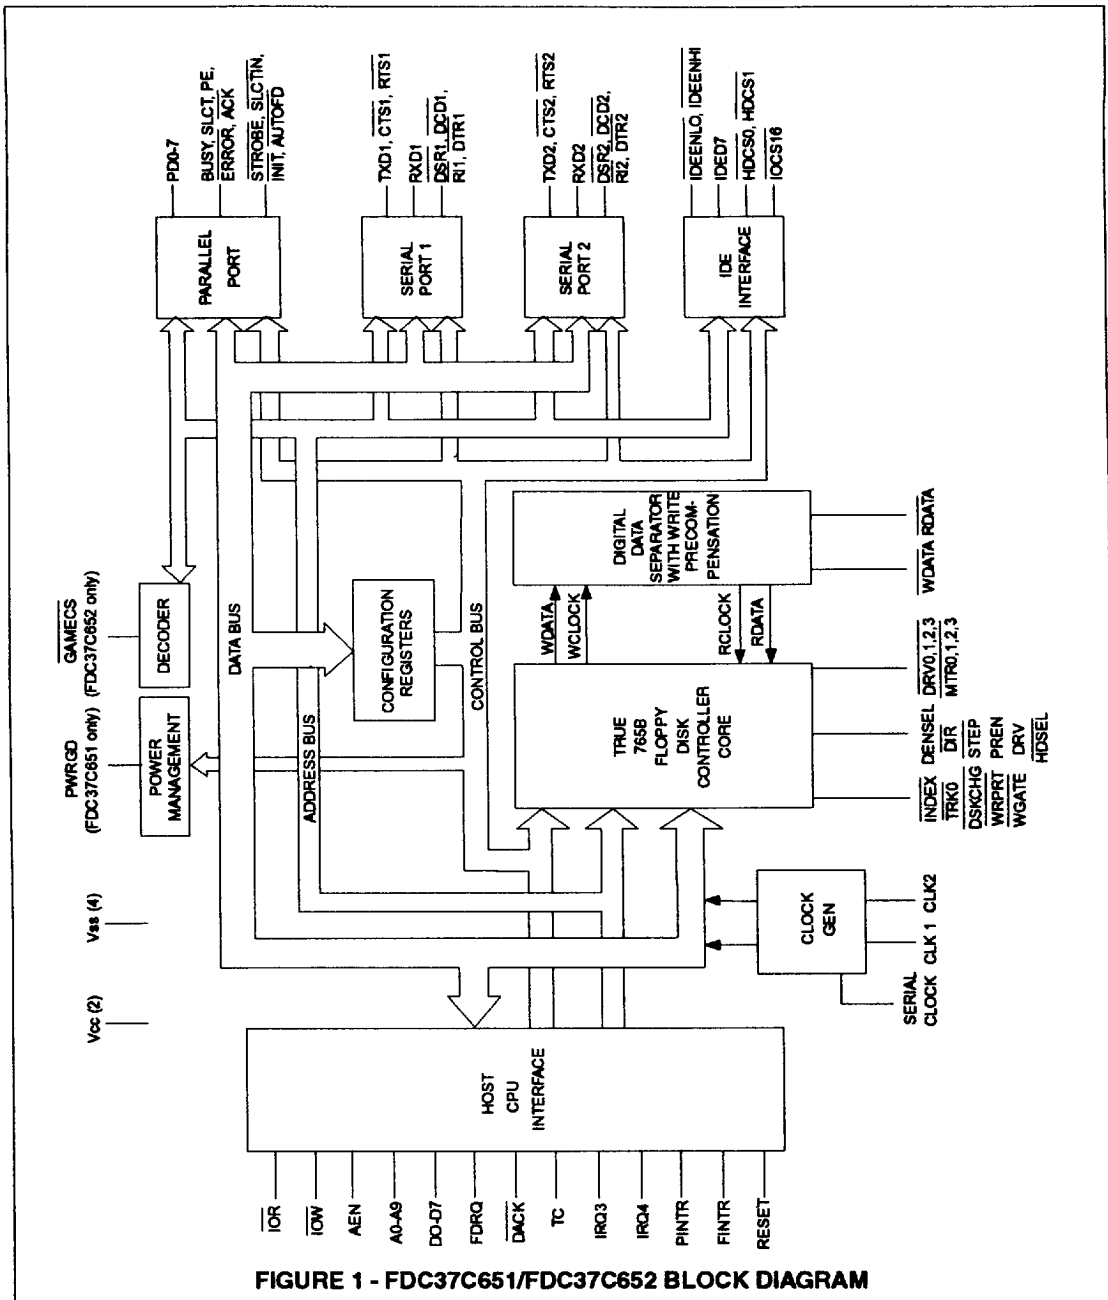 PD0-7
BUSY, SLCT, PE,
ERROR, ACK
STROBE, SLCTIN,
INIT, AUTOFD
TXD1, CTS1, RTS1
RXD1
DSR1, DCD1,
RI1, DTR1
TXD2, CTS2, RTS2
RXD2
DSR2, DCD2,
RI2, DTR2
IDEENLO, IDEENHI
IDED7
HDCS0, HDCS1
IOCS16
PARALLEL
PORT
SERIAL
PORT 1
SERIAL
PORT 2
IDE
INTERFACE
GAMECS
(FDC37C652 only)
DECODER
DATA BUS
CONFIGURATION
REGISTERS
CONTROL BUS
DIGITAL
DATA
SEPARATOR
WITH WRITE
PRECOM-
PENSATION
WDATA RDATA
WDATA
WCLOCK
RCLOCK
RDATA
PWRGD
(FDC37C651 only)
POWER
MANAGEMENT
ADDRESS BUS
TRUE
765B
FLOPPY
DISK
CONTROLLER
CORE
DRV0,1,2,3
MTR0,1,2,3
DENSEL
DIR
STEP
PREN
DRV
HDSEL
INDEX
TRK0
DSKCHG
WRPRT
WGATE
Vss (4)
Vcc (2)
CLOCK
GEN
CLK2
CLK 1
SERIAL
CLOCK
HOST
CPU
INTERFACE
IOR
IOW
AEN
A0-A9
DO-D7
FDRQ
DACK
TC
IRQ3
IRQ4
PINTR
FINTR
RESET
FIGURE 1 - FDC37C651/FDC37C652 BLOCK DIAGRAM